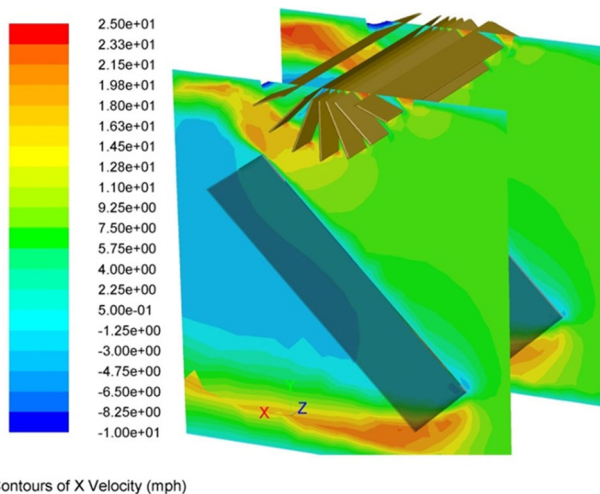 2.50e+01
2.33e+01
2.15e+01
1.98e+01
1.80e+01
1.63e+01
1.45e+01
1.28e+01
1.10e+01
9.25e+00
7.50e+00
5.75e+00
4.00e+00
2.25e+00
5.00e-01
-1.25e+00
-3.00e+00
-4.75e+00
-6.50e+00
-8.25e+00
-1.00e+01
Y
X Z
ontours of X Velocity (mph)